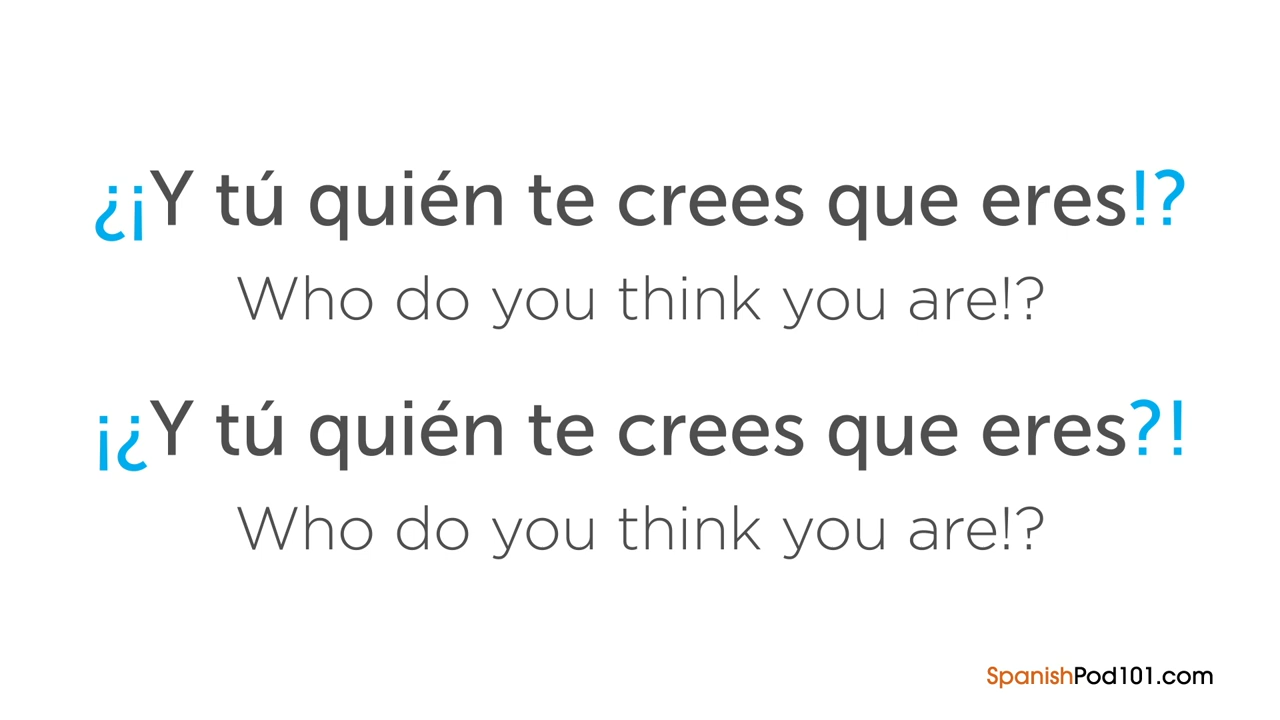 ¿¡Y tú quién te crees que eres!?
Who do you think you are!?
¡¿Y tú quién te crees que eres?!
Who do you think you are!?
SpanishPod101.com